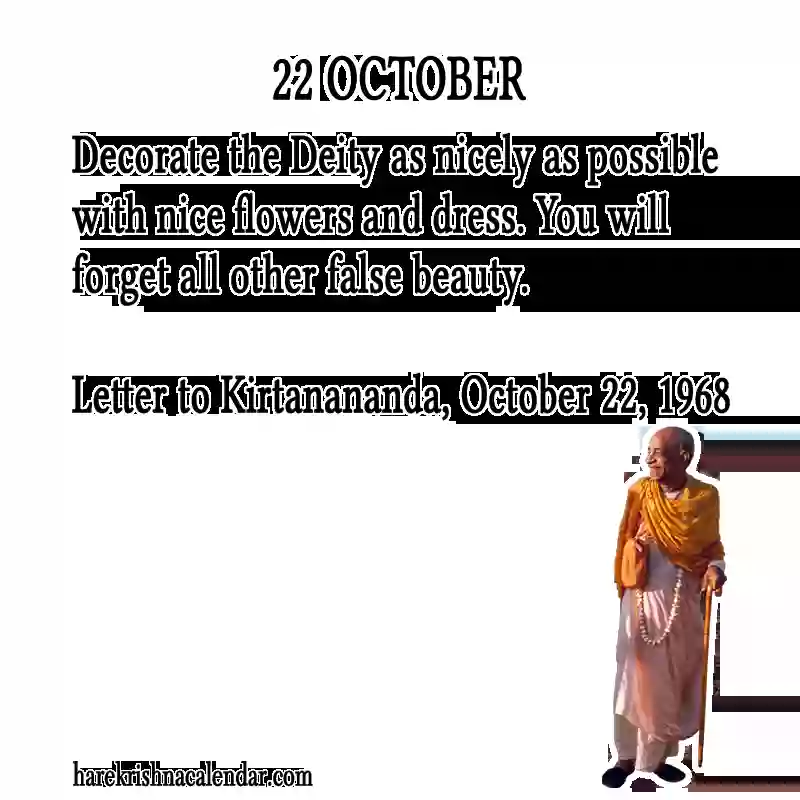 22 OCTOBER
Decorate the Deity as nicely as possible
with nice flowers and dress. You will
forget all other false beauty.
Letter to Kirtanananda, October 22, 1968
harekrishnacalendar.com